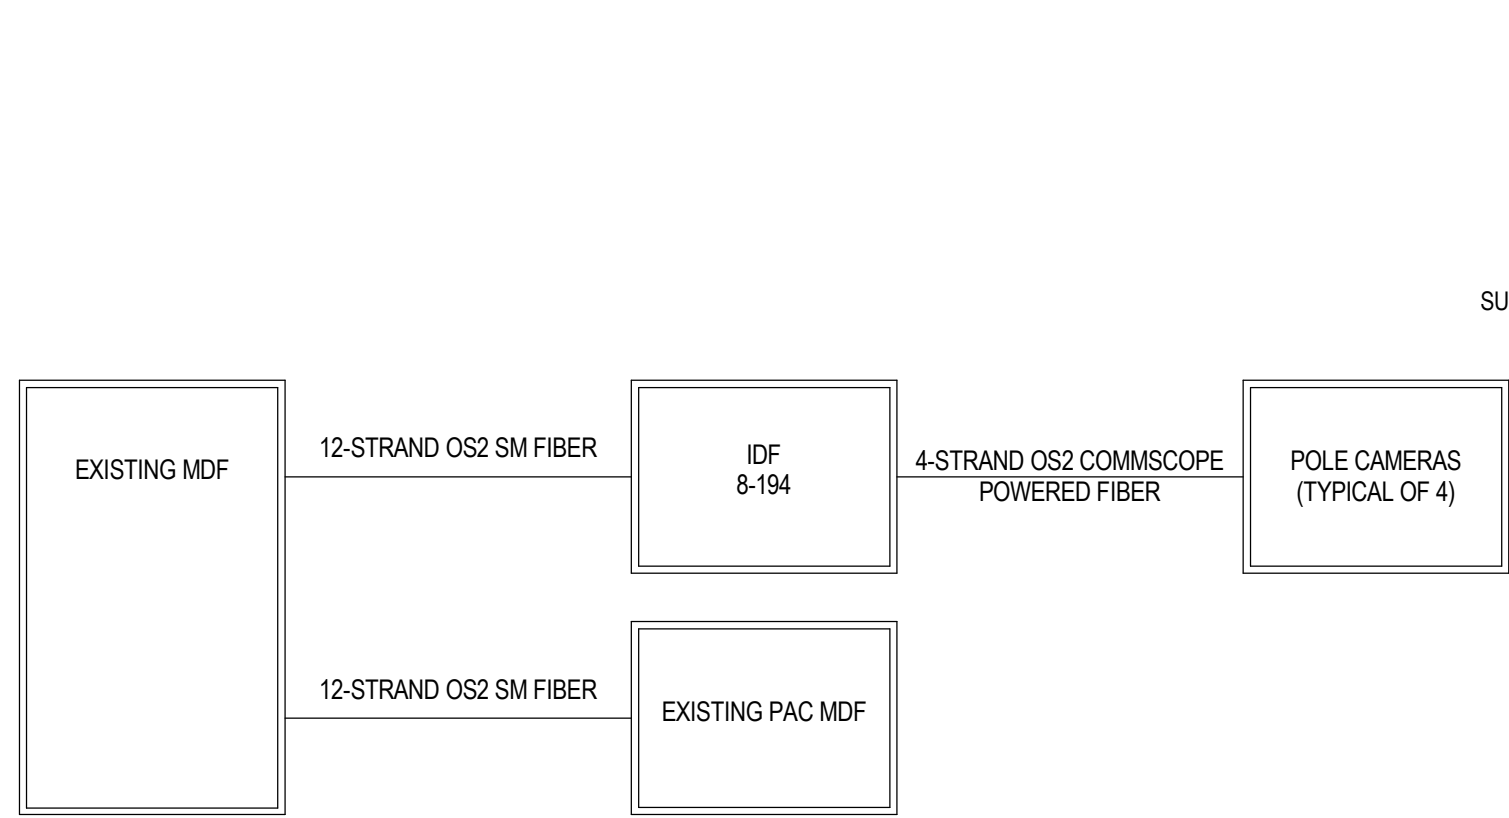 SU
EXISTING MDF
12-STRAND OS2 SM FIBER
IDF
8-194
4-STRAND OS2 COMMSCOPE
POWERED FIBER
POLE CAMERAS
(TYPICAL OF 4)
12-STRAND OS2 SM FIBER
EXISTING PAC MDF